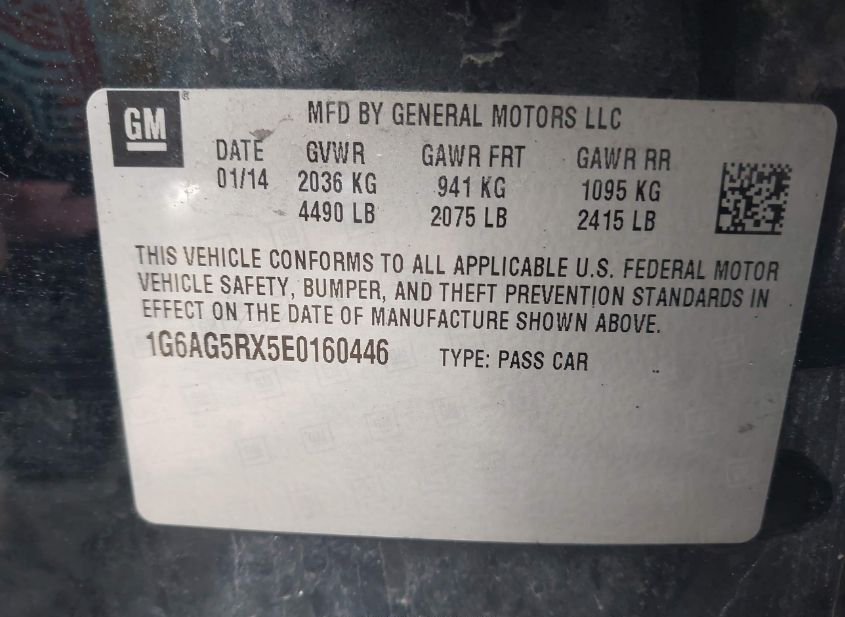 GM
MFD BY GENERAL MOTORS LLC
DATE GVWR GAWR FRT GAWR RR
01/14 2036 KG 941 KG 1095 KG
4490 LB 2075 LB 2415 LB
THIS VEHICLE CONFORMS TO ALL APPLICABLE U.S. FEDERAL MOTOR
VEHICLE SAFETY, BUMPER, AND THEFT PREVENTION STANDARDS IN
EFFECT ON THE DATE OF MANUFACTURE SHOWN ABOVE.
1G6AG5RX5E0160446 TYPE: PASS CAR